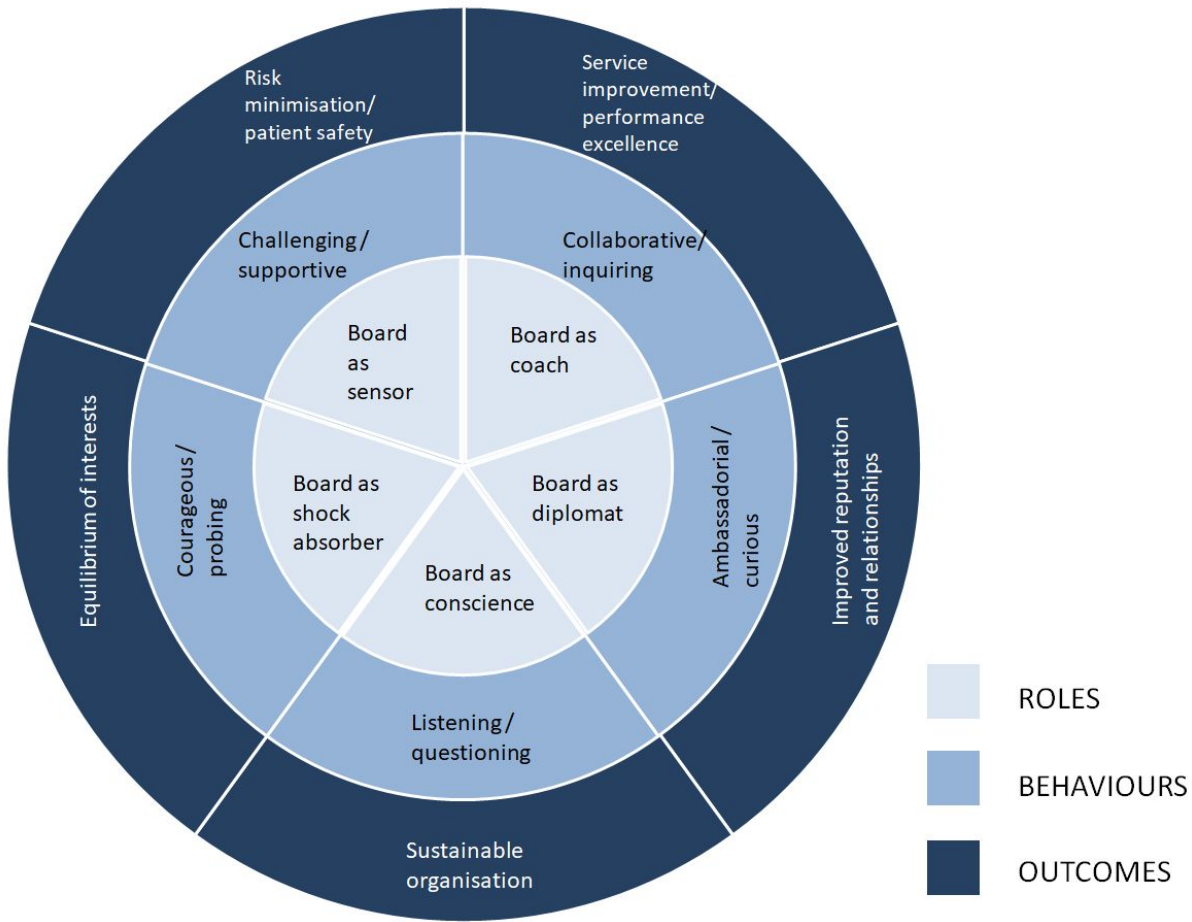 Risk
minimisation/
patient safety
Service
improvement/
performance
excellence
Challenging/
supportive
Collaborative/
inquiring
Board
as
sensor
Board as
coach
Equilibrium of interests
Courageous/
probing
Board as
shock
absorber
Board as
diplomat
Ambassadorial/
curious
Improved reputation
and relationships
Board as
conscience
Listening/
questioning
Sustainable
organisation
ROLES
BEHAVIOURS
OUTCOMES